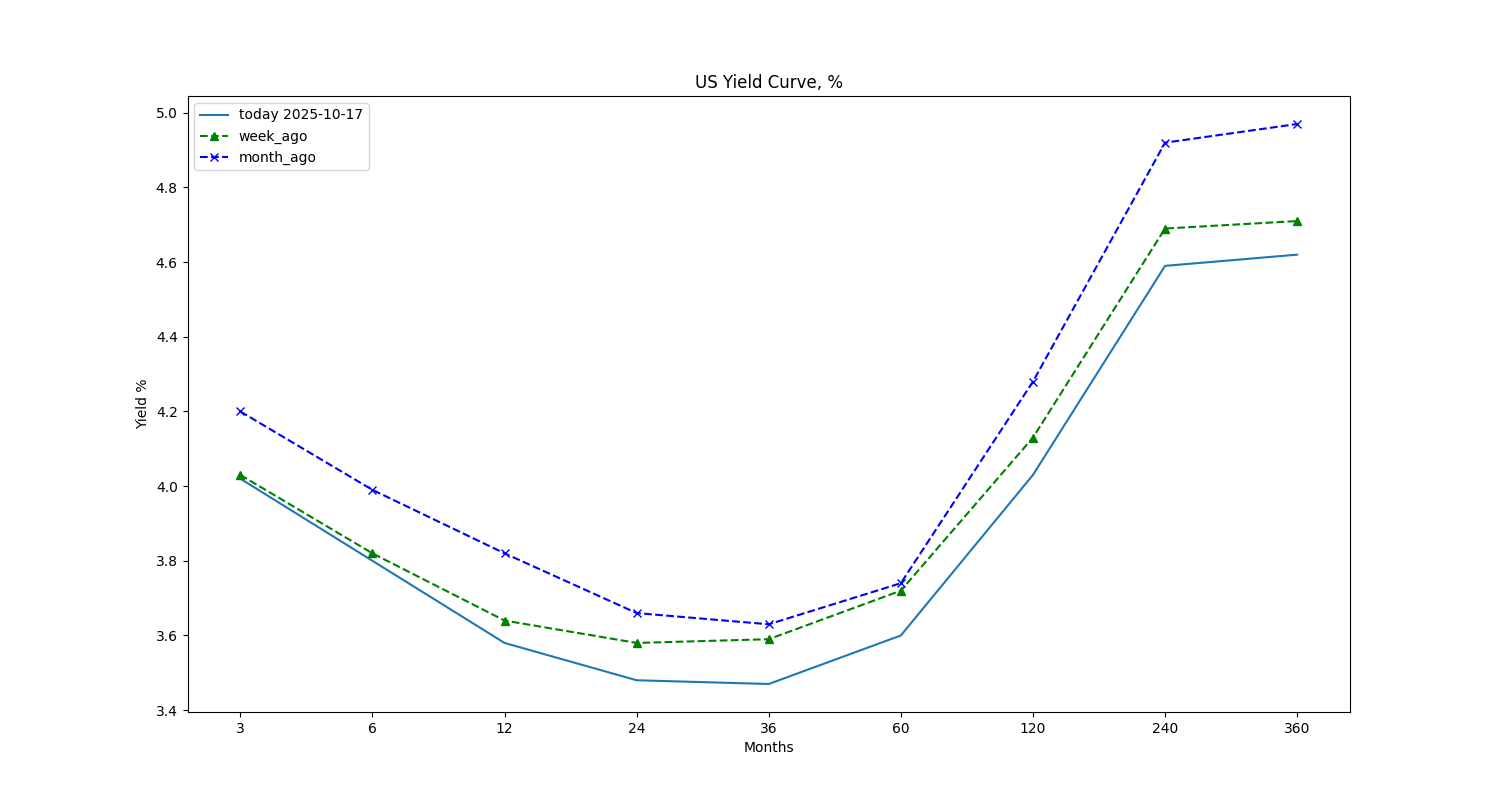 US Yield Curve, %
today 2025-10-17
week_ago
month_ago
5.0
4.8
4.6
4.4
4.2
4.0
3.8
3.6
3.4
Yield %
3 6 12 24 36 60 120 240 360
Months